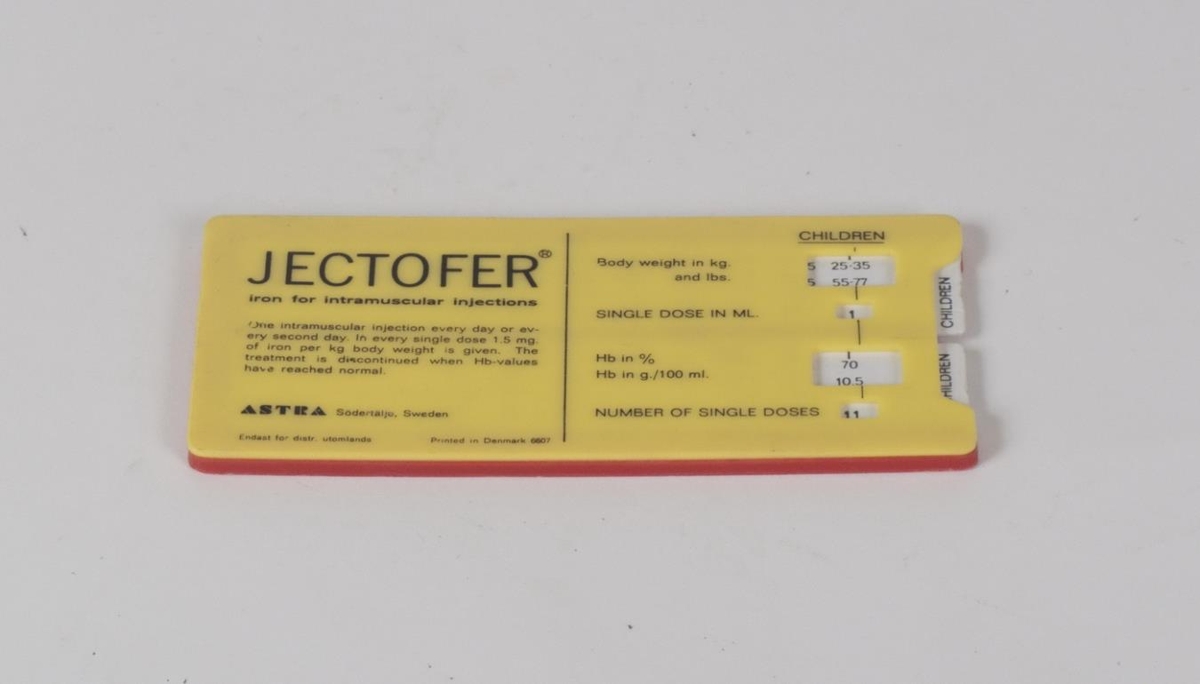 JECTOFER®
iron for intramuscular injections
One intramuscular injection every day or ev-
ery second day. In every single dose 1.5 mg.
of iron per kg body weight is given. The
treatment is discontinued when Hb-values
have reached normal.
ASTRA Södertälje, Sweden
Endast för distr. utomlands Printed in Denmark 6607
CHILDREN
Body weight in kg. 5 25-35
and lbs. 5 55-77
SINGLE DOSE IN ML. 1
Hb in % 70
Hb in g./100 ml. 10.5
NUMBER OF SINGLE DOSES 11
CHILDREN
HILDREN